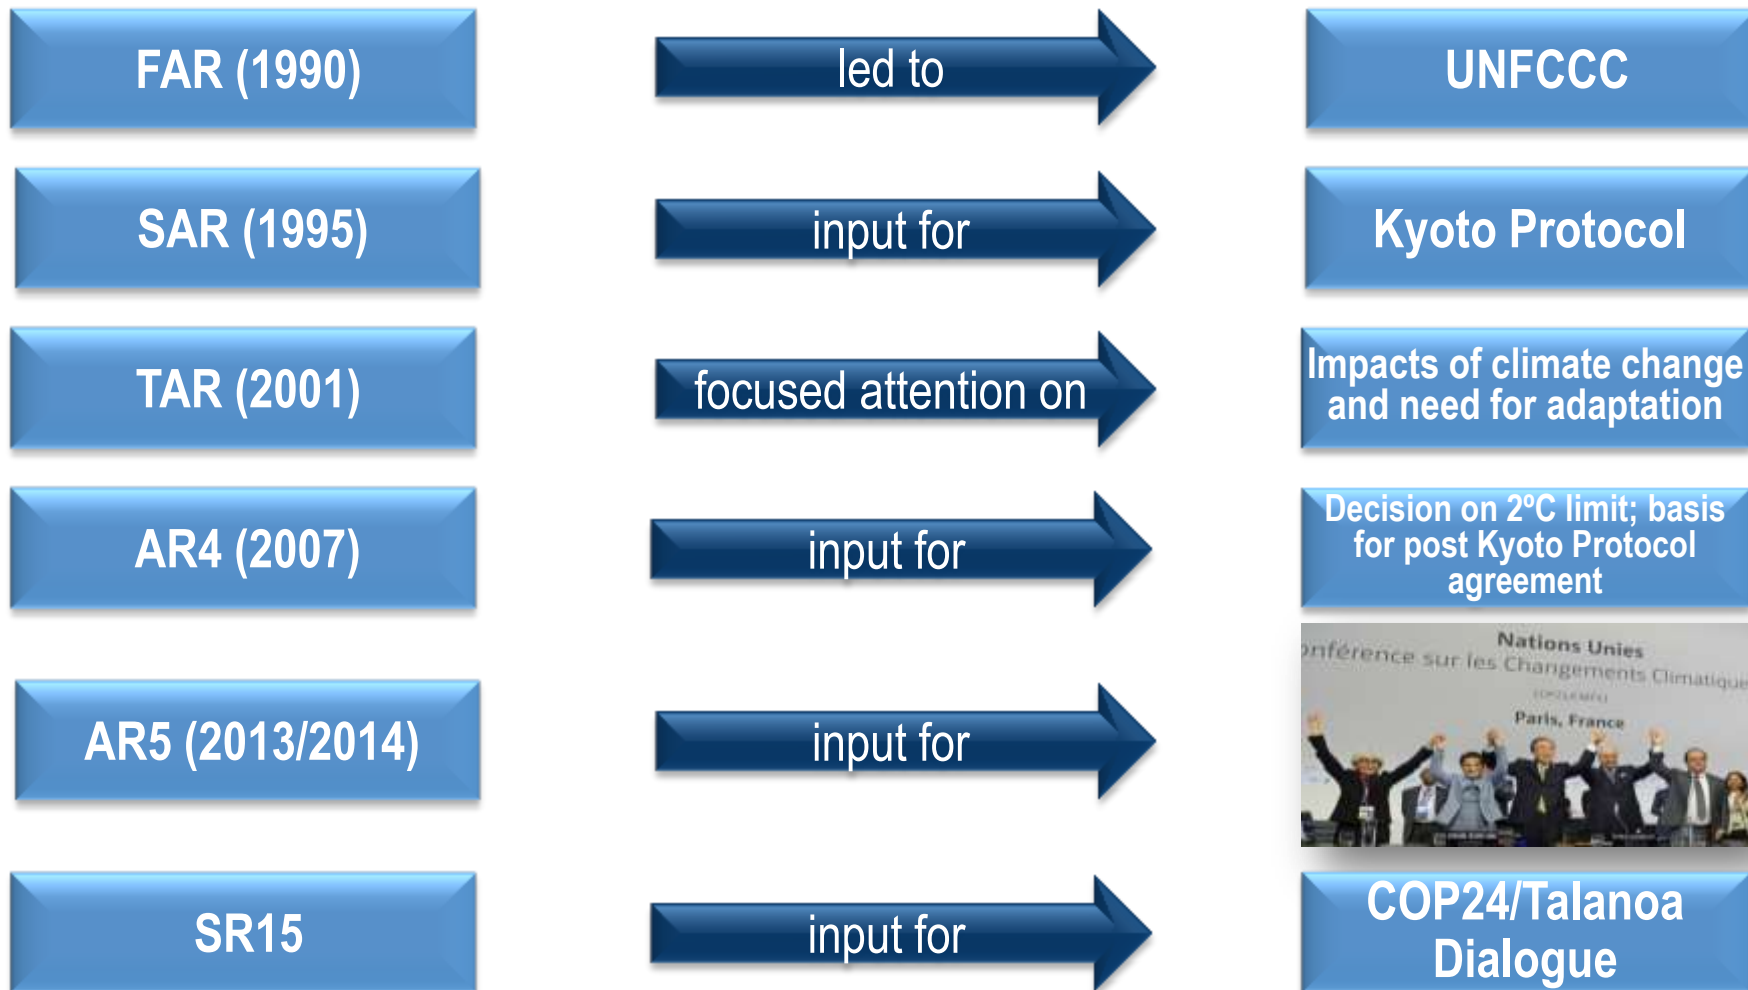 FAR (1990)
led to
UNFCCC
SAR (1995)
input for
Kyoto Protocol
TAR (2001)
focused attention on
Impacts of climate change
and need for adaptation
AR4 (2007)
input for
Decision on 2ºC limit; basis
for post Kyoto Protocol
agreement
AR5 (2013/2014)
input for
Nations Unies
onférence sur les Changements Climatique
Paris, France
SR15
input for
COP24/Talanoa
Dialogue